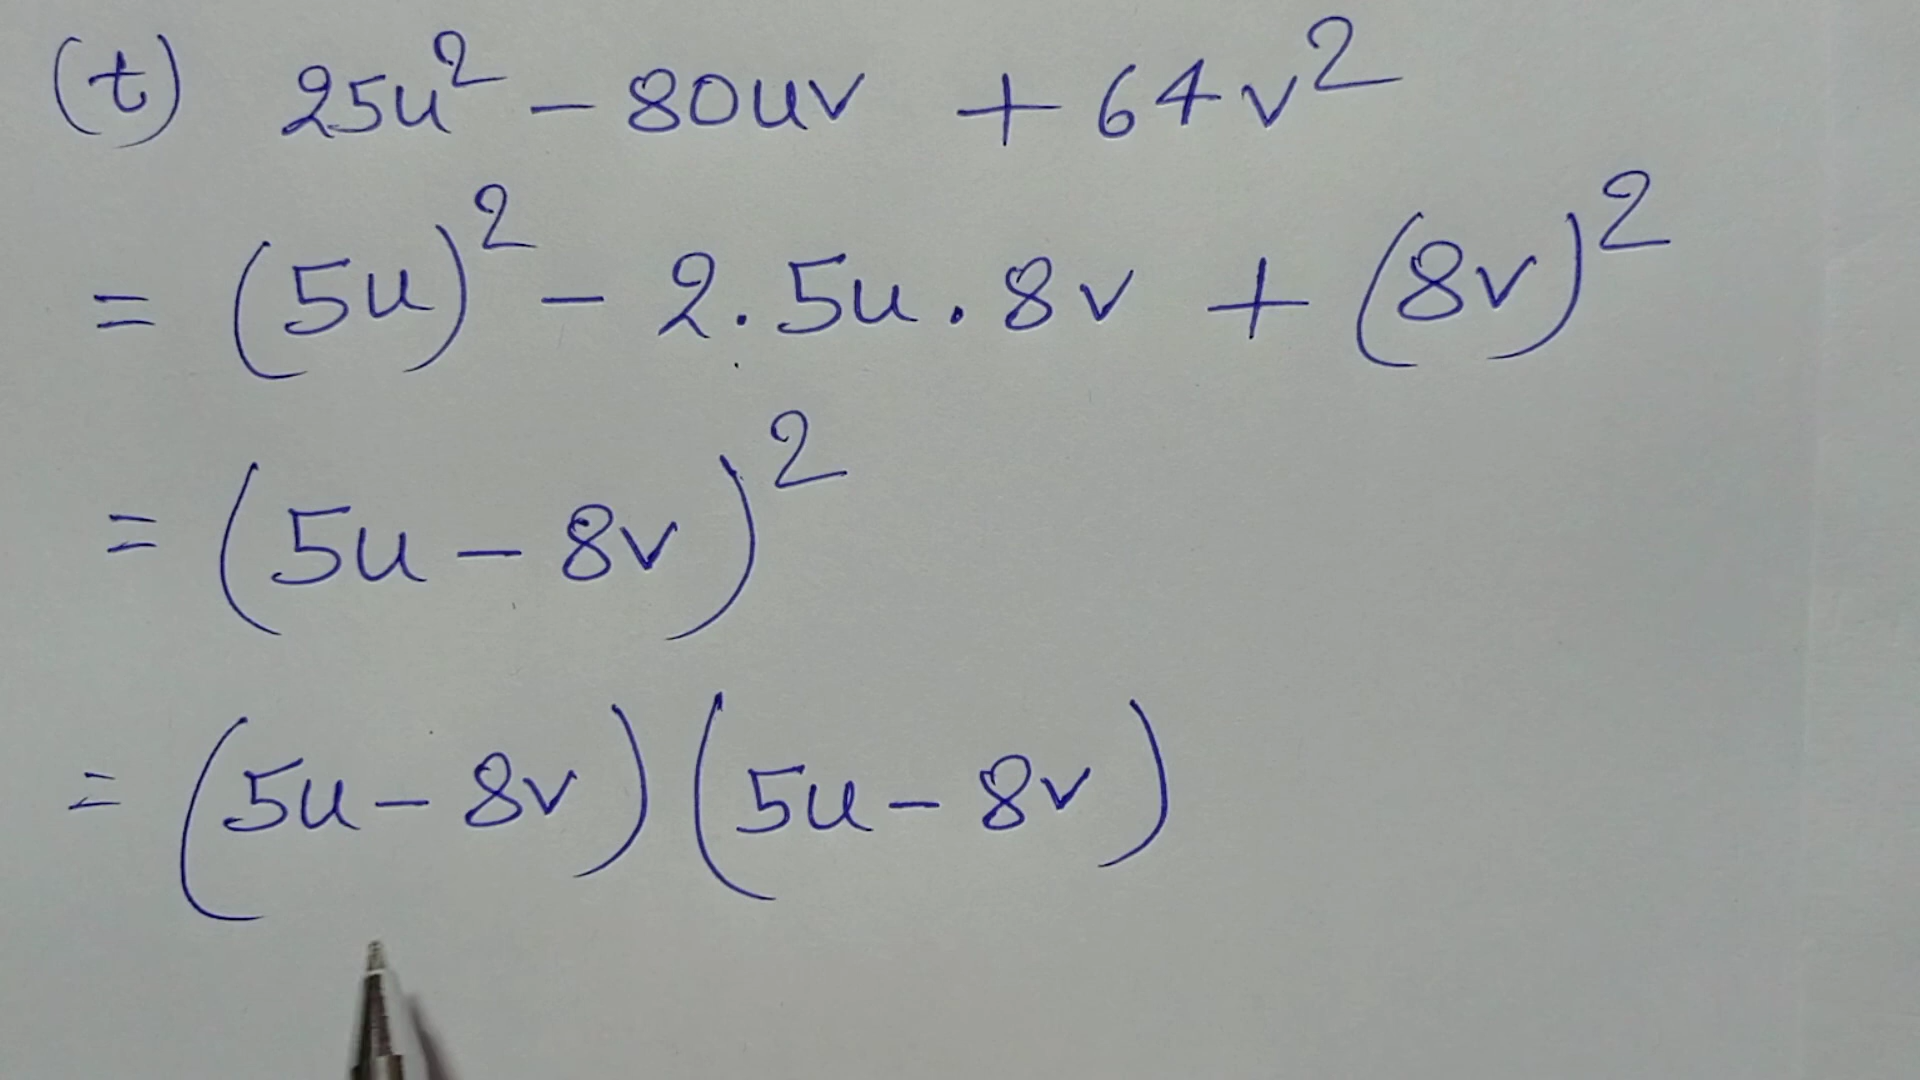 (t) 25u² - 80uv + 64v²
= (5u)² - 2.5u.8v + (8v)²
= (5u - 8v)²
= (5u - 8v)(5u - 8v)